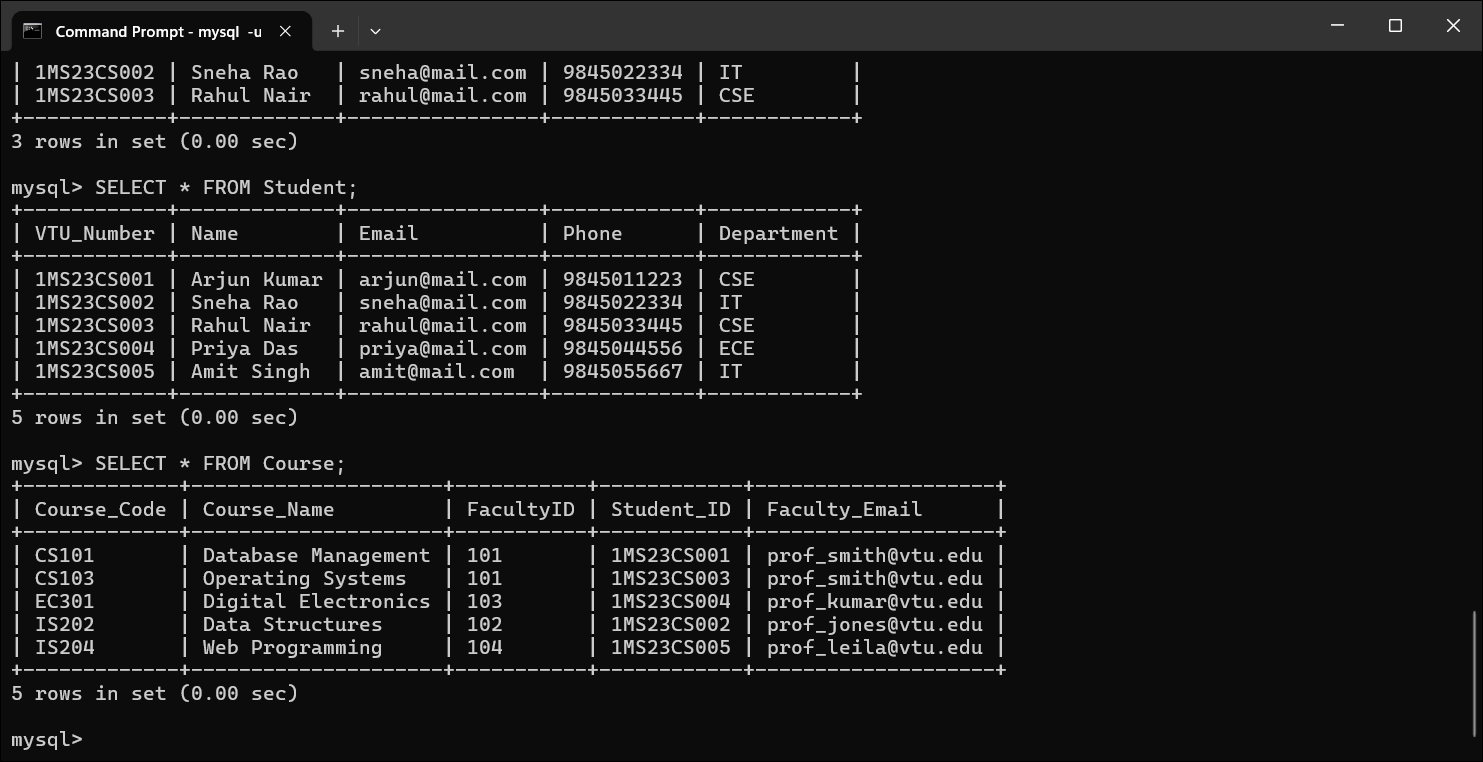 Command Prompt - mysql  -u
| 1MS23CS002 | Sneha Rao   | sneha@mail.com | 9845022334 | IT         |
| 1MS23CS003 | Rahul Nair  | rahul@mail.com | 9845033445 | CSE        |
+------------+-------------+----------------+------------+------------+
3 rows in set (0.00 sec)

mysql> SELECT * FROM Student;
+------------+-------------+----------------+------------+------------+
| VTU_Number | Name        | Email          | Phone      | Department |
+------------+-------------+----------------+------------+------------+
| 1MS23CS001 | Arjun Kumar | arjun@mail.com | 9845011223 | CSE        |
| 1MS23CS002 | Sneha Rao   | sneha@mail.com | 9845022334 | IT         |
| 1MS23CS003 | Rahul Nair  | rahul@mail.com | 9845033445 | CSE        |
| 1MS23CS004 | Priya Das   | priya@mail.com | 9845044556 | ECE        |
| 1MS23CS005 | Amit Singh  | amit@mail.com  | 9845055667 | IT         |
+------------+-------------+----------------+------------+------------+
5 rows in set (0.00 sec)

mysql> SELECT * FROM Course;
+-------------+---------------------+-----------+------------+--------------------+
| Course_Code | Course_Name         | FacultyID | Student_ID | Faculty_Email      |
+-------------+---------------------+-----------+------------+--------------------+
| CS101       | Database Management | 101       | 1MS23CS001 | prof_smith@vtu.edu |
| CS103       | Operating Systems   | 101       | 1MS23CS003 | prof_smith@vtu.edu |
| EC301       | Digital Electronics | 103       | 1MS23CS004 | prof_kumar@vtu.edu |
| IS202       | Data Structures     | 102       | 1MS23CS002 | prof_jones@vtu.edu |
| IS204       | Web Programming     | 104       | 1MS23CS005 | prof_leila@vtu.edu |
+-------------+---------------------+-----------+------------+--------------------+
5 rows in set (0.00 sec)

mysql>